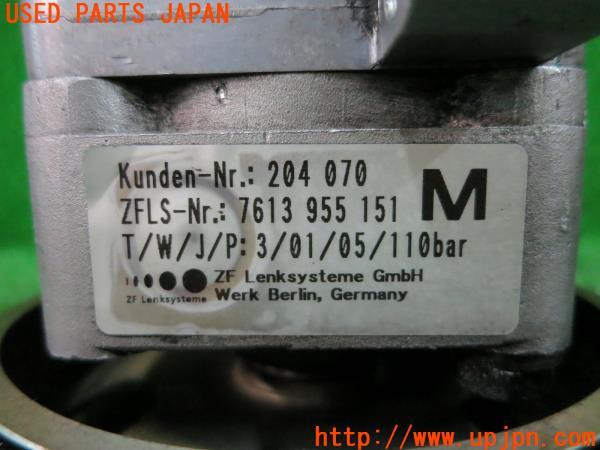 USED PARTS JAPAN
Kunden-Nr.: 204 070
ZFLS-Nr.: 7613 955 151 M
T/W/J/P: 3/01/05/110bar
ZF Lenksysteme GmbH
ZF Lenksysteme Werk Berlin, Germany
http://www.upjpn.com